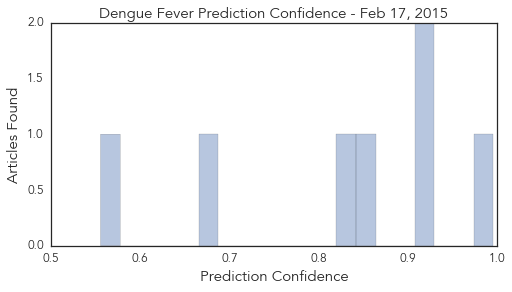 Dengue Fever Prediction Confidence - Feb 17, 2015
2.0
1.5
1.0
0.5
0.0
Articles Found
0.5 0.6 0.7 0.8 0.9 1.0
Prediction Confidence